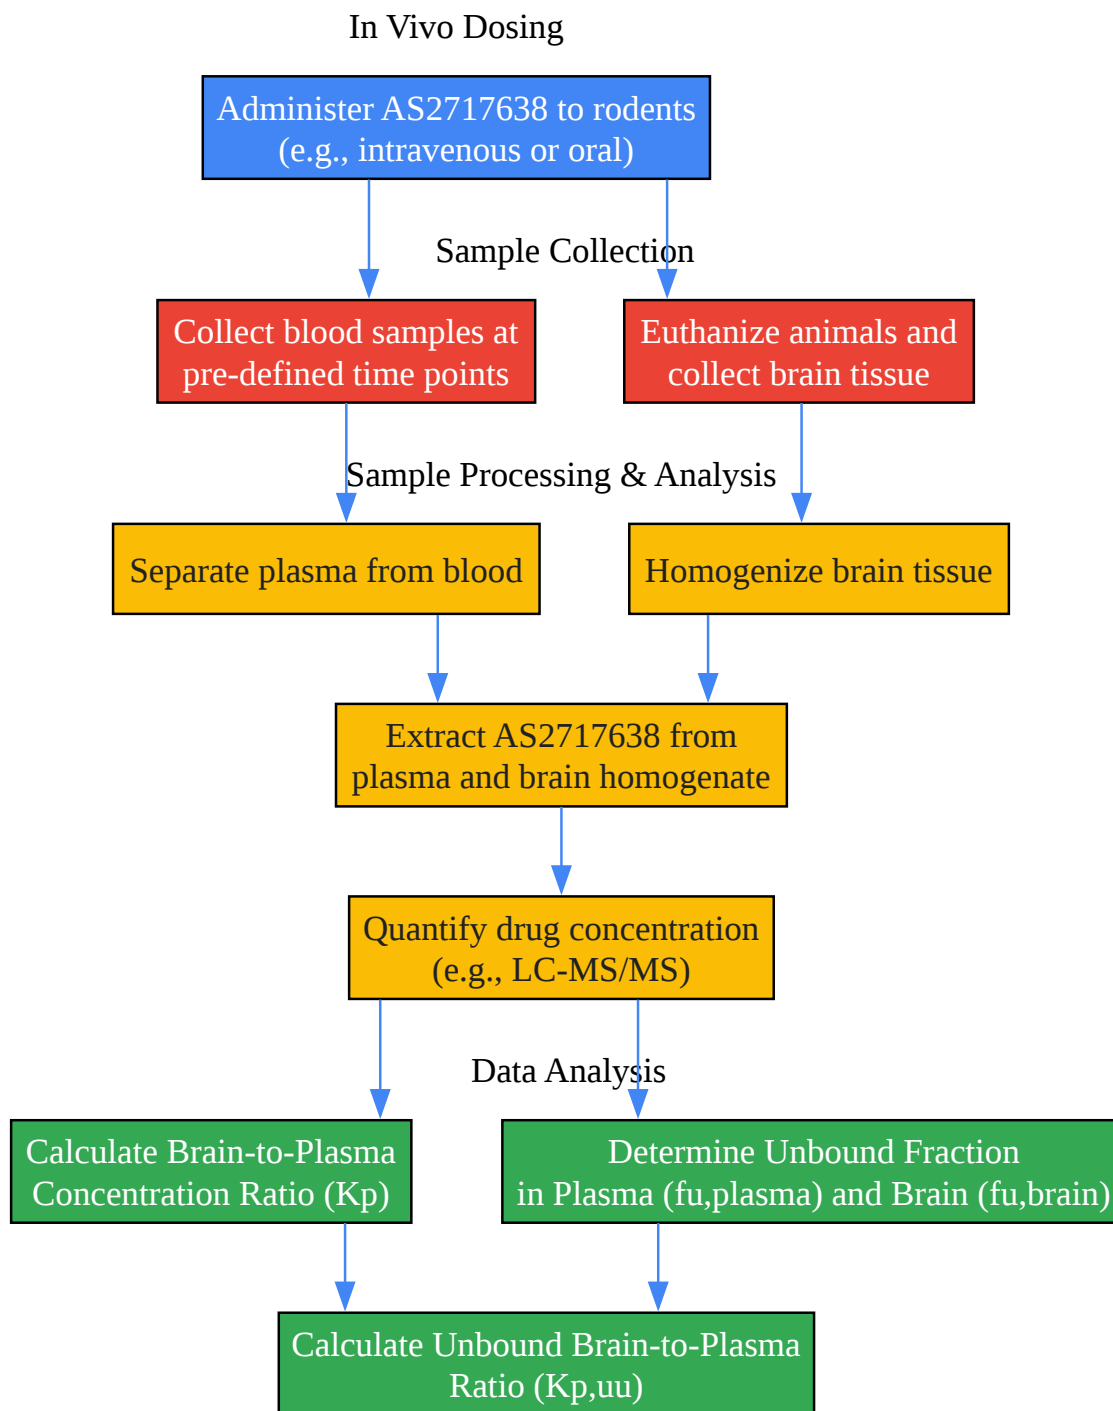 In Vivo Dosing
Administer AS2717638 to rodents
(e.g., intravenous or oral)
Sample Collection
Collect blood samples at
pre-defined time points
Euthanize animals and
collect brain tissue
Sample Processing & Analysis
Separate plasma from blood
Homogenize brain tissue
Extract AS2717638 from
plasma and brain homogenate
Quantify drug concentration
(e.g., LC-MS/MS)
Data Analysis
Calculate Brain-to-Plasma
Concentration Ratio (Kp)
Determine Unbound Fraction
in Plasma (fu,plasma) and Brain (fu,brain)
Calculate Unbound Brain-to-Plasma
Ratio (Kp,uu)